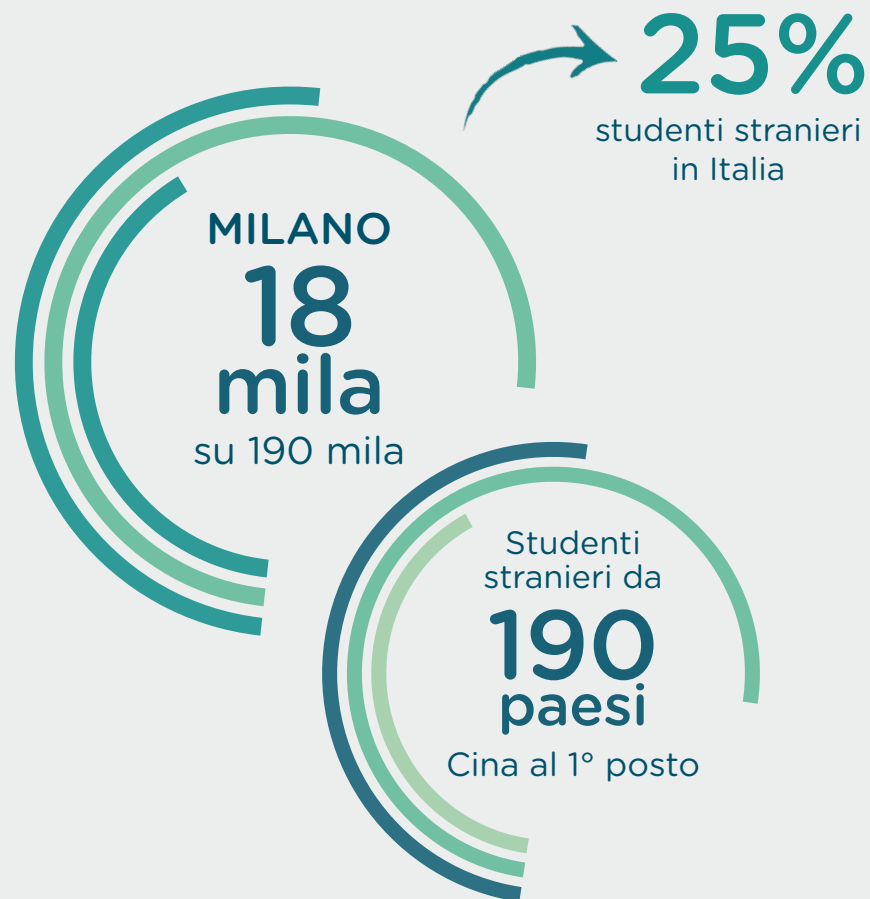 25%
studenti stranieri
in Italia
MILANO
18
mila
su 190 mila
Studenti
stranieri da
190
paesi
Cina al 1° posto